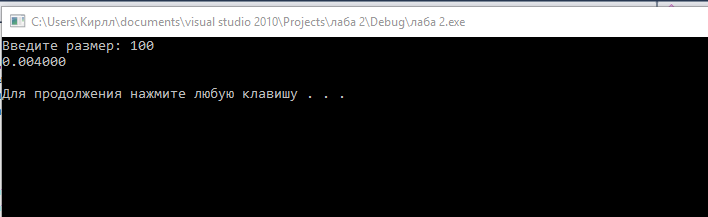 C:\Users\Кирлл\documents\visual studio 2010\Projects\лаба 2\Debug\лаба 2.exe
Введите размер: 100
0.004000
Для продолжения нажмите любую клавишу . . .